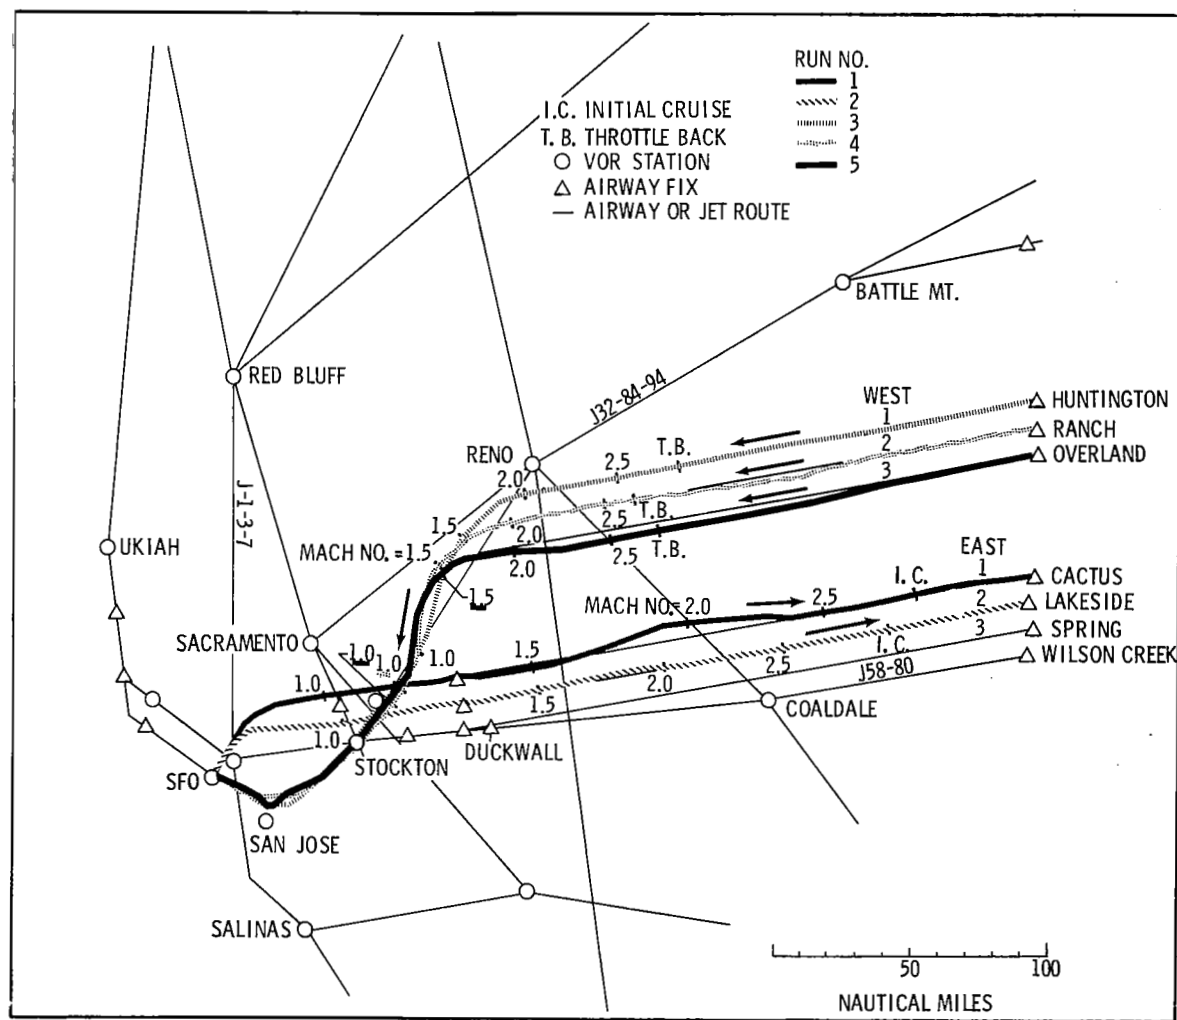 RUN NO.
1
2
3
4
5
I.C. INITIAL CRUISE
T.B. THROTTLE BACK
VOR STATION
AIRWAY FIX
AIRWAY OR JET ROUTE
BATTLE MT.
RED BLUFF
J32-84-94
WEST
HUNTINGTON
1
RANCH
2
OVERLAND
3
RENO
T.B.
2.5
2.0
J-1-3-7
1.5
T.B.
2.5
2.0
UKIAH
MACH NO. = 1.5
T.B.
2.5
2.0
EAST
1.5
I.C.
1
CACTUS
MACH NO.= 2.0
2.5
2
LAKESIDE
SACRAMENTO
3
SPRING
1.0
1.0
1.0
1.5
I.C.
WILSON CREEK
2.5
J58-80
1.0
2.0
1.5
COALDALE
1.0
DUCKWALL
STOCKTON
SFO
SAN JOSE
SALINAS
50
100
NAUTICAL MILES